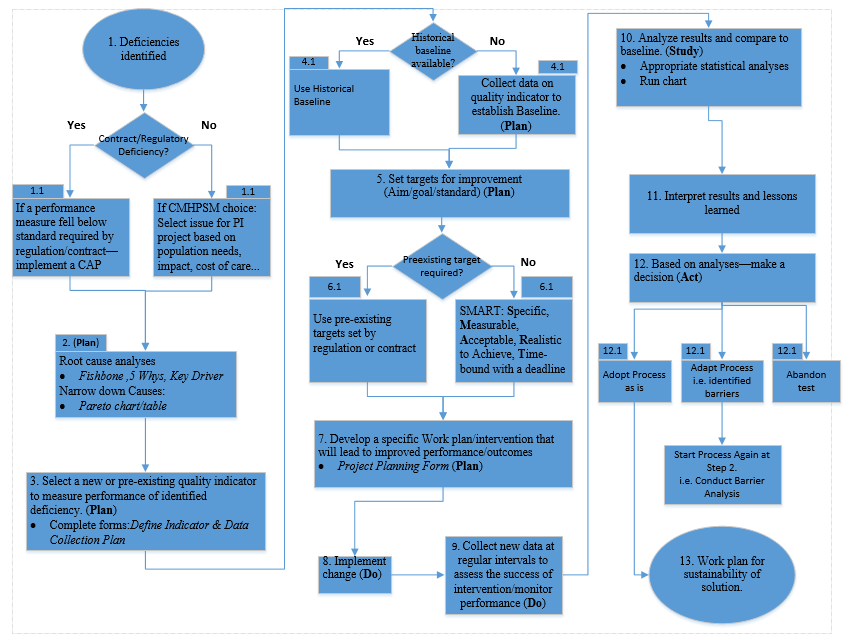 1. Deficiencies
identified
Yes
No
Contract/Regulatory
Deficiency?
1.1
If a performance
measure fell below
standard required by
regulation/contract—
implement a CAP
1.1
If CMHPSM choice:
Select issue for PI
project based on
population needs,
impact, cost of care...
2. (Plan)
Root cause analyses
• Fishbone ,5 Whys, Key Driver
Narrow down Causes:
• Pareto chart/table
3. Select a new or pre-existing quality indicator
to measure performance of identified
deficiency. (Plan)
• Complete forms:Define Indicator & Data
Collection Plan
Historical
baseline
available?
Yes
No
4.1
Use Historical
Baseline
4.1
Collect data on
quality indicator to
establish Baseline.
(Plan)
5. Set targets for improvement
(Aim/goal/standard) (Plan)
Preexisting target
required?
Yes
No
6.1
Use pre-existing
targets set by
regulation or contract
6.1
SMART: Specific,
Measurable,
Acceptable, Realistic
to Achieve, Time-
bound with a deadline
7. Develop a specific Work plan/intervention that
will lead to improved performance/outcomes
• Project Planning Form (Plan)
8. Implement
change (Do)
9. Collect new data at
regular intervals to
assess the success of
intervention/monitor
performance (Do)
10. Analyze results and compare to
baseline. (Study)
• Appropriate statistical analyses
• Run chart
11. Interpret results and lessons
learned
12. Based on analyses—make a
decision (Act)
12.1
Adopt Process
as is
12.1
Adapt Process
i.e. identified
barriers
12.1
Abandon
test
Start Process Again at
Step 2.
i.e. Conduct Barrier
Analysis
13. Work plan for
sustainability of
solution.